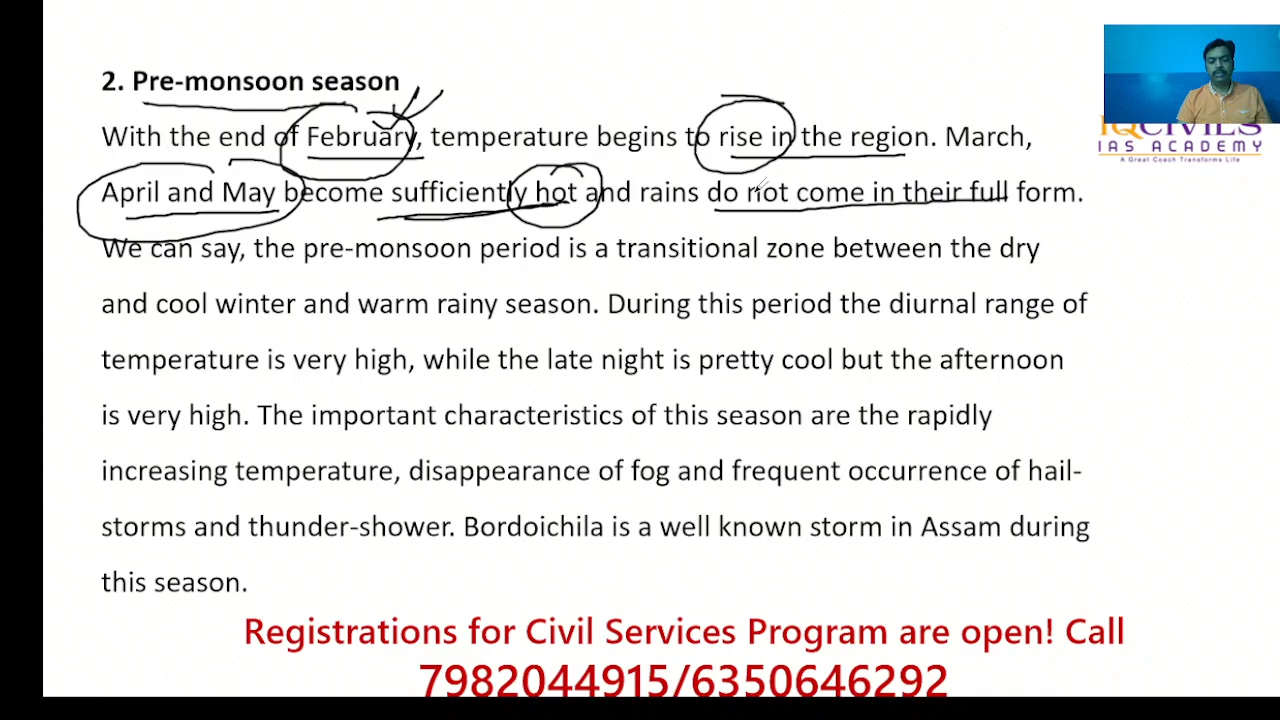 2. Pre-monsoon season
With the end of February, temperature begins to rise in the region. March,
April and May become sufficiently hot and rains do not come in their full form.
We can say, the pre-monsoon period is a transitional zone between the dry
and cool winter and warm rainy season. During this period the diurnal range of
temperature is very high, while the late night is pretty cool but the afternoon
is very high. The important characteristics of this season are the rapidly
increasing temperature, disappearance of fog and frequent occurrence of hail-
storms and thunder-shower. Bordoichila is a well known storm in Assam during
this season.
IQCIVILS
IAS ACADEMY
A Great Coach Transforms Life
Registrations for Civil Services Program are open! Call
7982044915/6350646292